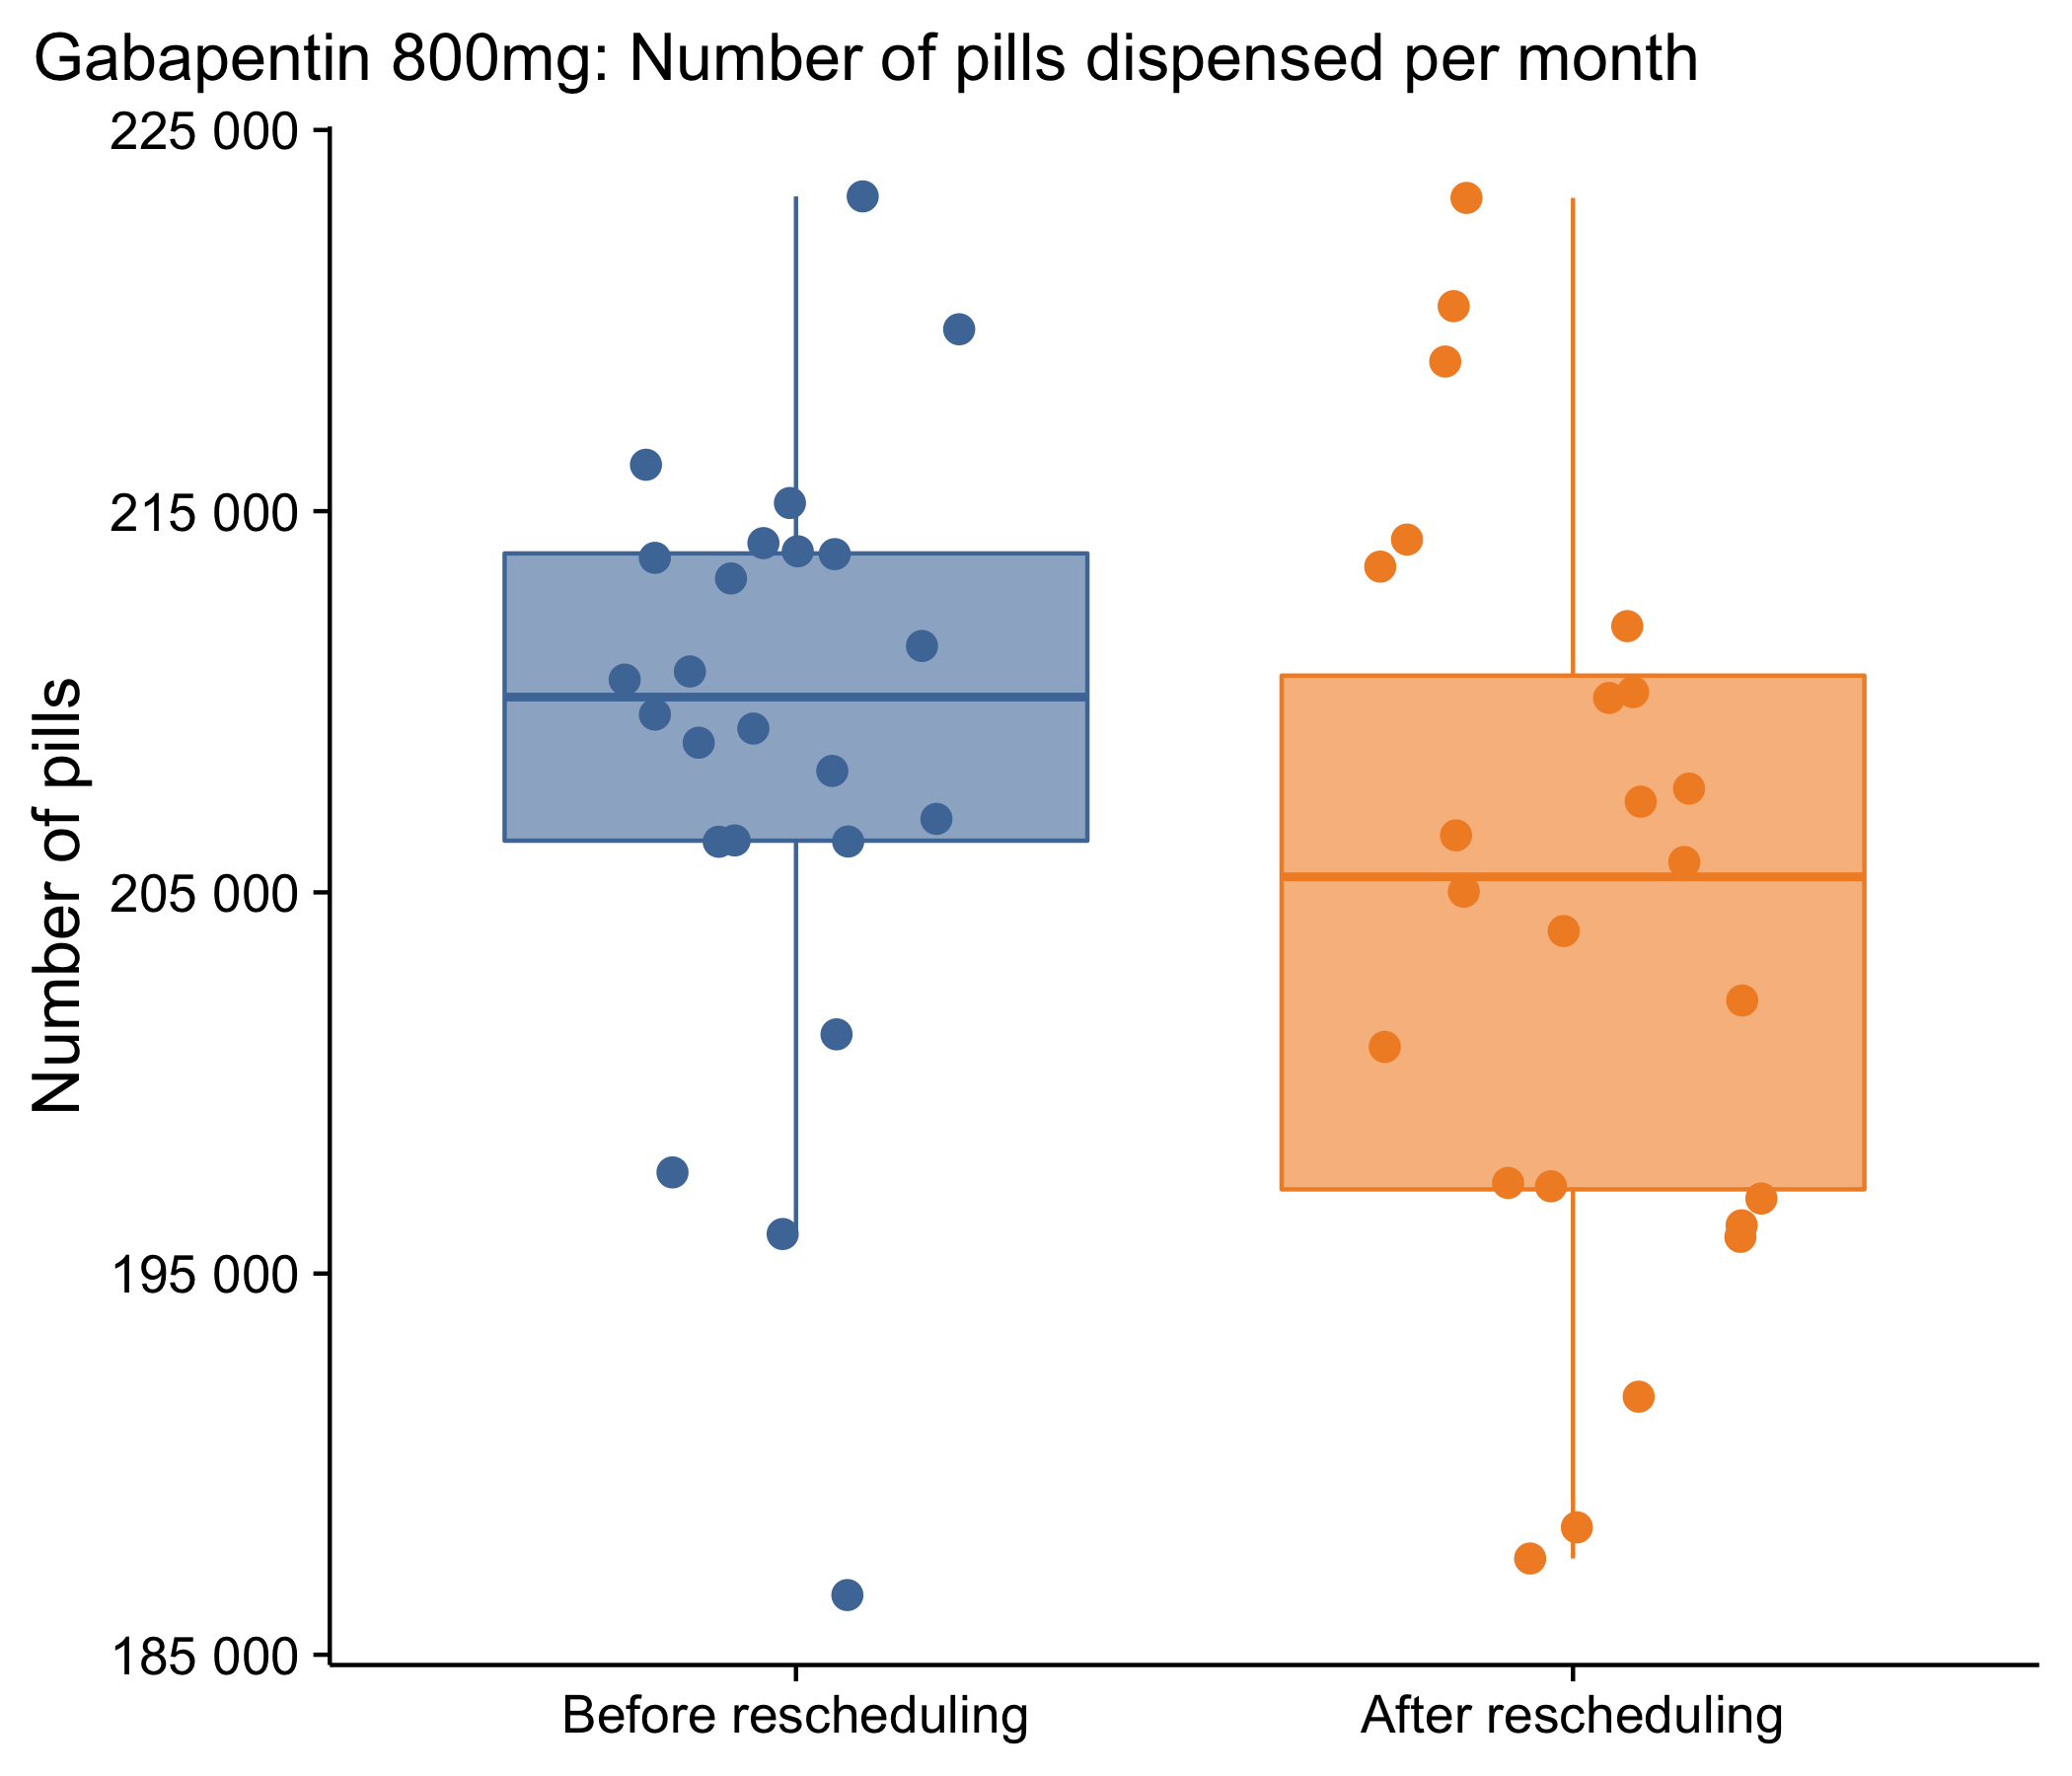 Gabapentin 800mg: Number of pills dispensed per month
225 000
215 000
205 000
195 000
185 000
Number of pills
Before rescheduling
After rescheduling